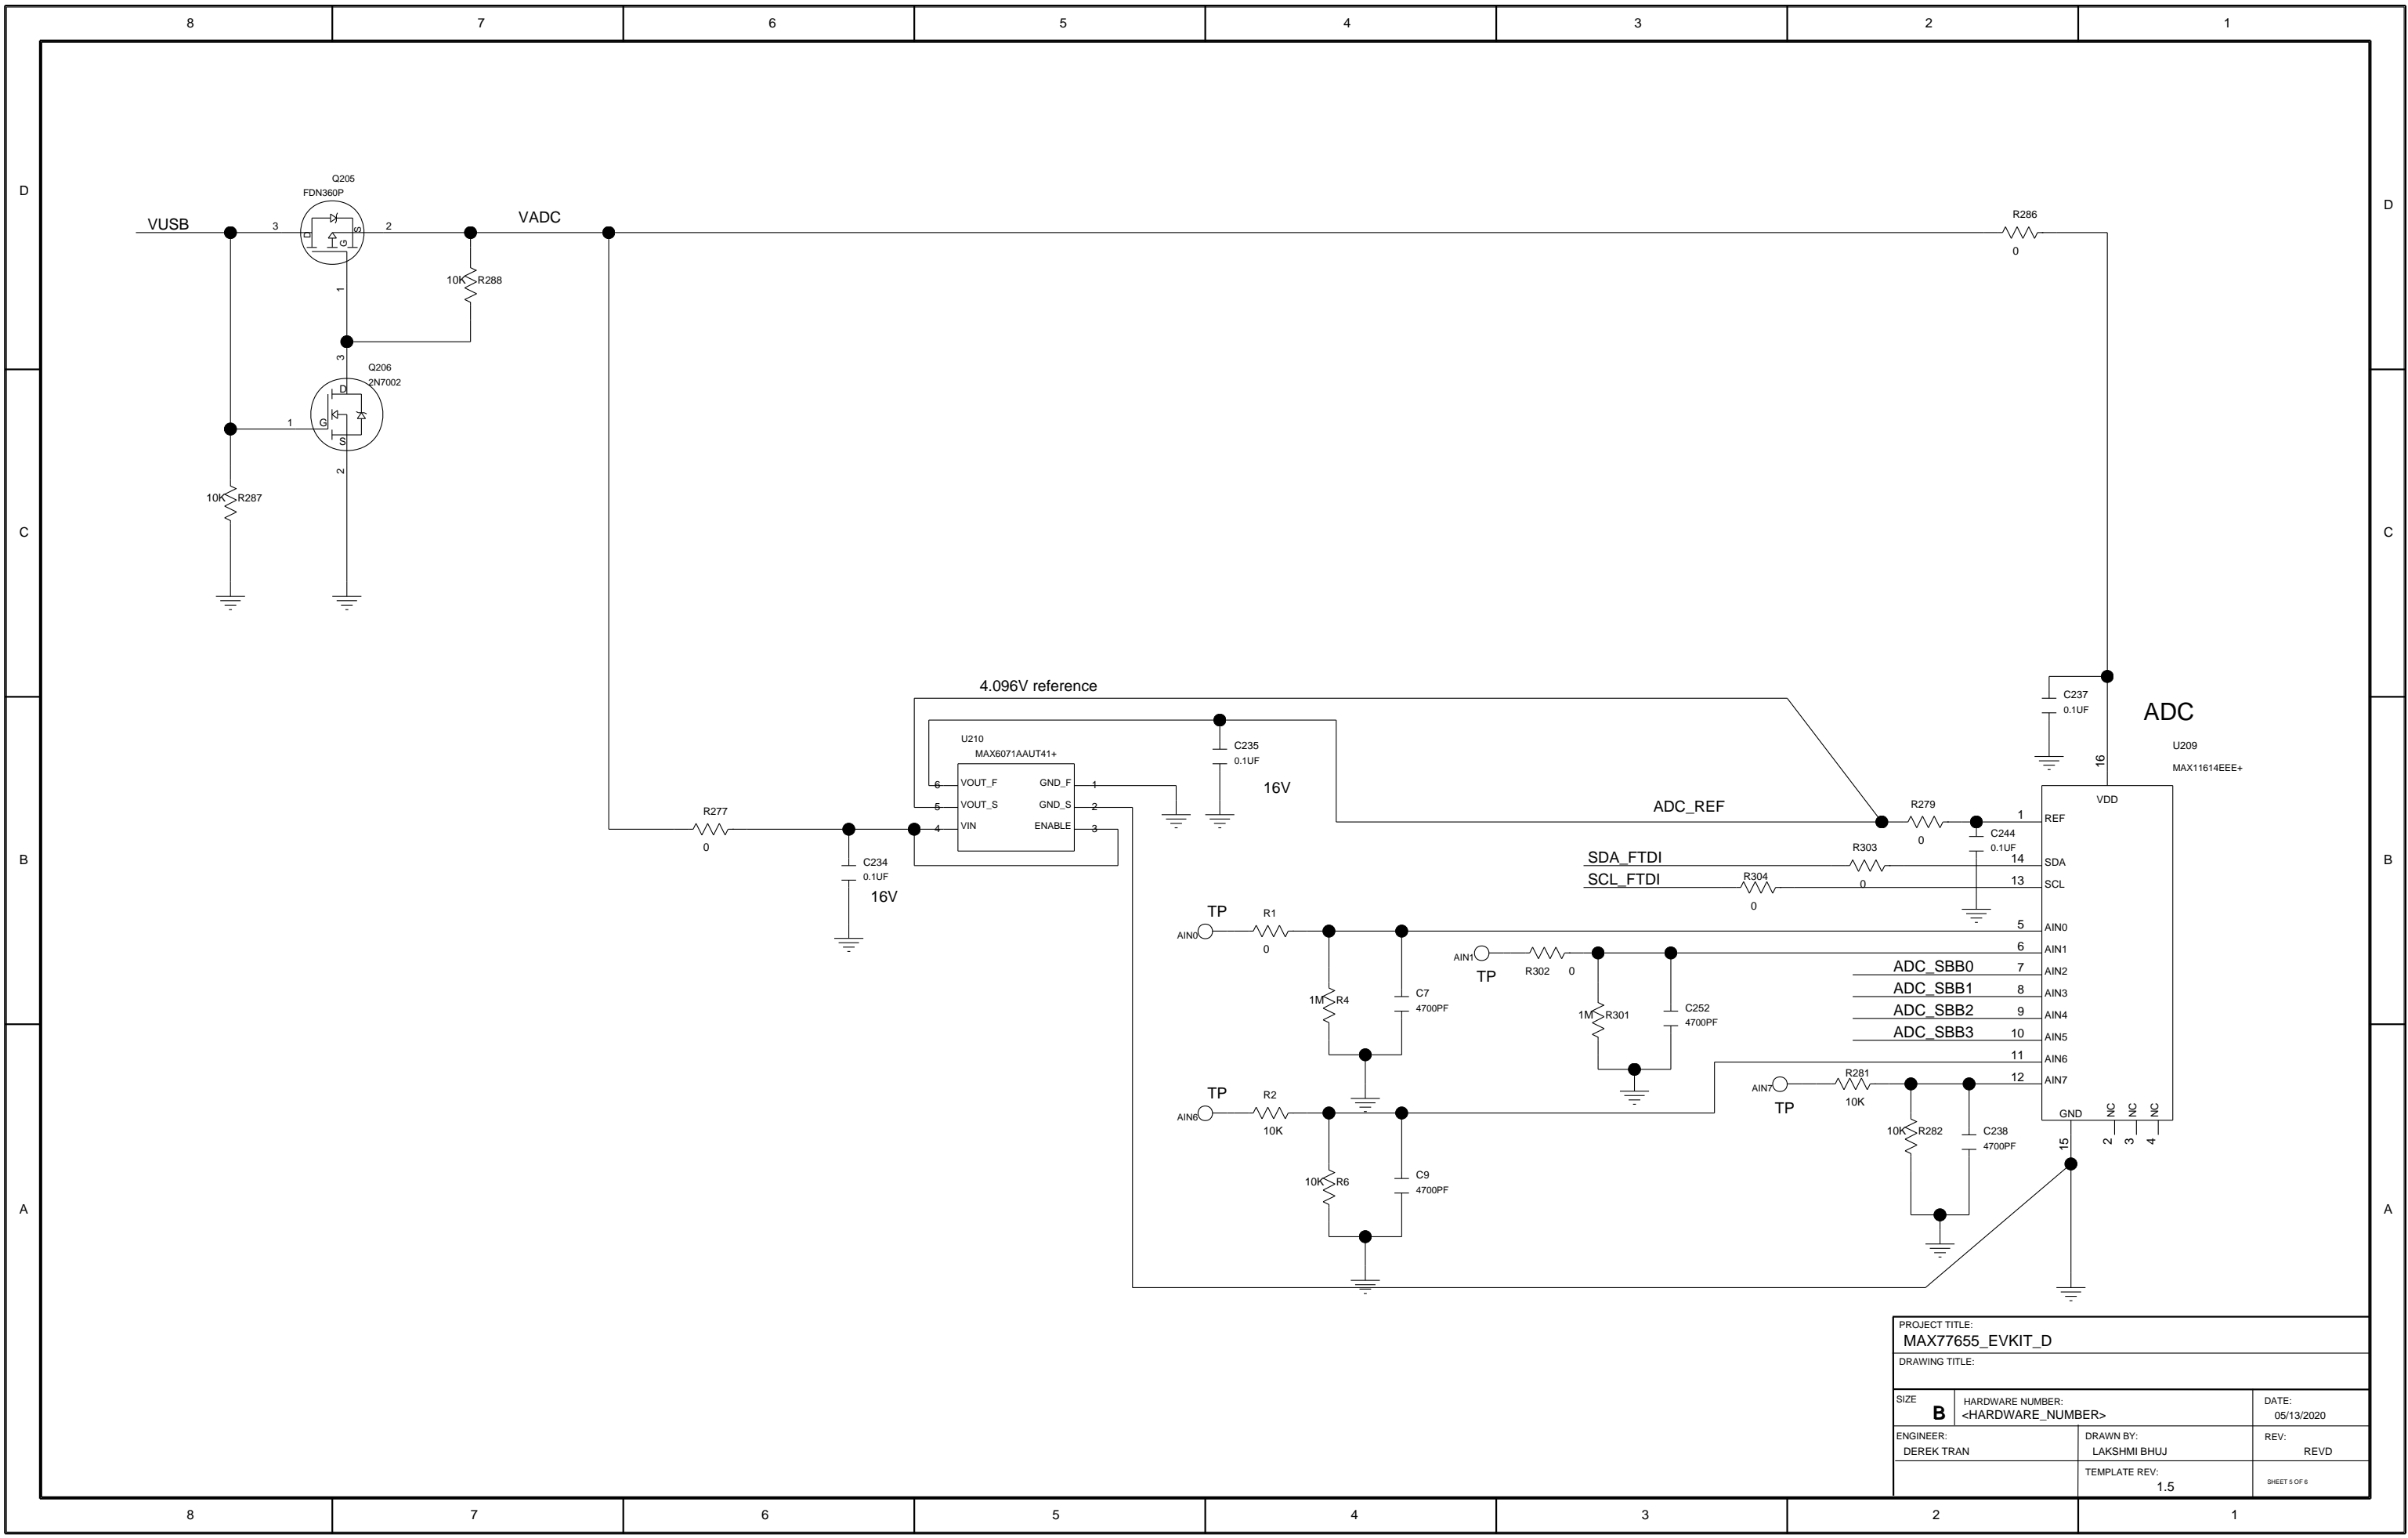 8 7 6 5 4 3 2 1
D
D
Q205
FDN360P
VUSB
3
D
G
S
2
VADC
R286
0
10K
R288
1
3
Q206
2N7002
D
1
G
S
2
10K
R287
C
C
4.096V reference
C237
0.1UF
ADC
U210
MAX6071AAUT41+
C235
0.1UF
16V
U209
MAX11614EEE+
16
VDD
6 VOUT_F GND_F 1
5 VOUT_S GND_S 2
4 VIN ENABLE 3
R277
0
C234
0.1UF
16V
ADC_REF
R279
0
1 REF
C244
0.1UF
B
B
SDA_FTDI
R303
0
14 SDA
SCL_FTDI
R304
0
13 SCL
TP
AIN0
R1
0
5 AIN0
AIN1
TP
R302 0
6 AIN1
ADC_SBB0 7 AIN2
ADC_SBB1 8 AIN3
ADC_SBB2 9 AIN4
ADC_SBB3 10 AIN5
11 AIN6
12 AIN7
1M R4
C7
4700PF
1M R301
C252
4700PF
TP
AIN6
R2
10K
AIN7
TP
R281
10K
10K R282
C238
4700PF
GND
NC
NC
NC
15
2
3
4
10K R6
C9
4700PF
A
A
PROJECT TITLE:
MAX77655_EVKIT_D
DRAWING TITLE:
SIZE
B
HARDWARE NUMBER:
<HARDWARE_NUMBER>
DATE:
05/13/2020
ENGINEER:
DEREK TRAN
DRAWN BY:
LAKSHMI BHUJ
REV:
REVD
TEMPLATE REV:
1.5
SHEET 5 OF 6
8 7 6 5 4 3 2 1